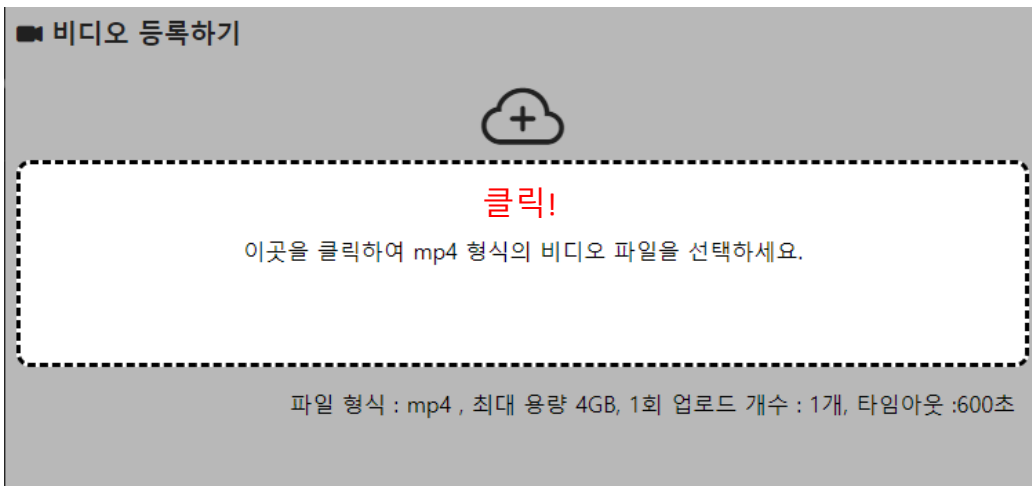 비디오 등록하기
클릭!
이곳을 클릭하여 mp4 형식의 비디오 파일을 선택하세요.
파일 형식 : mp4 , 최대 용량 4GB, 1회 업로드 개수 : 1개, 타임아웃 :600초